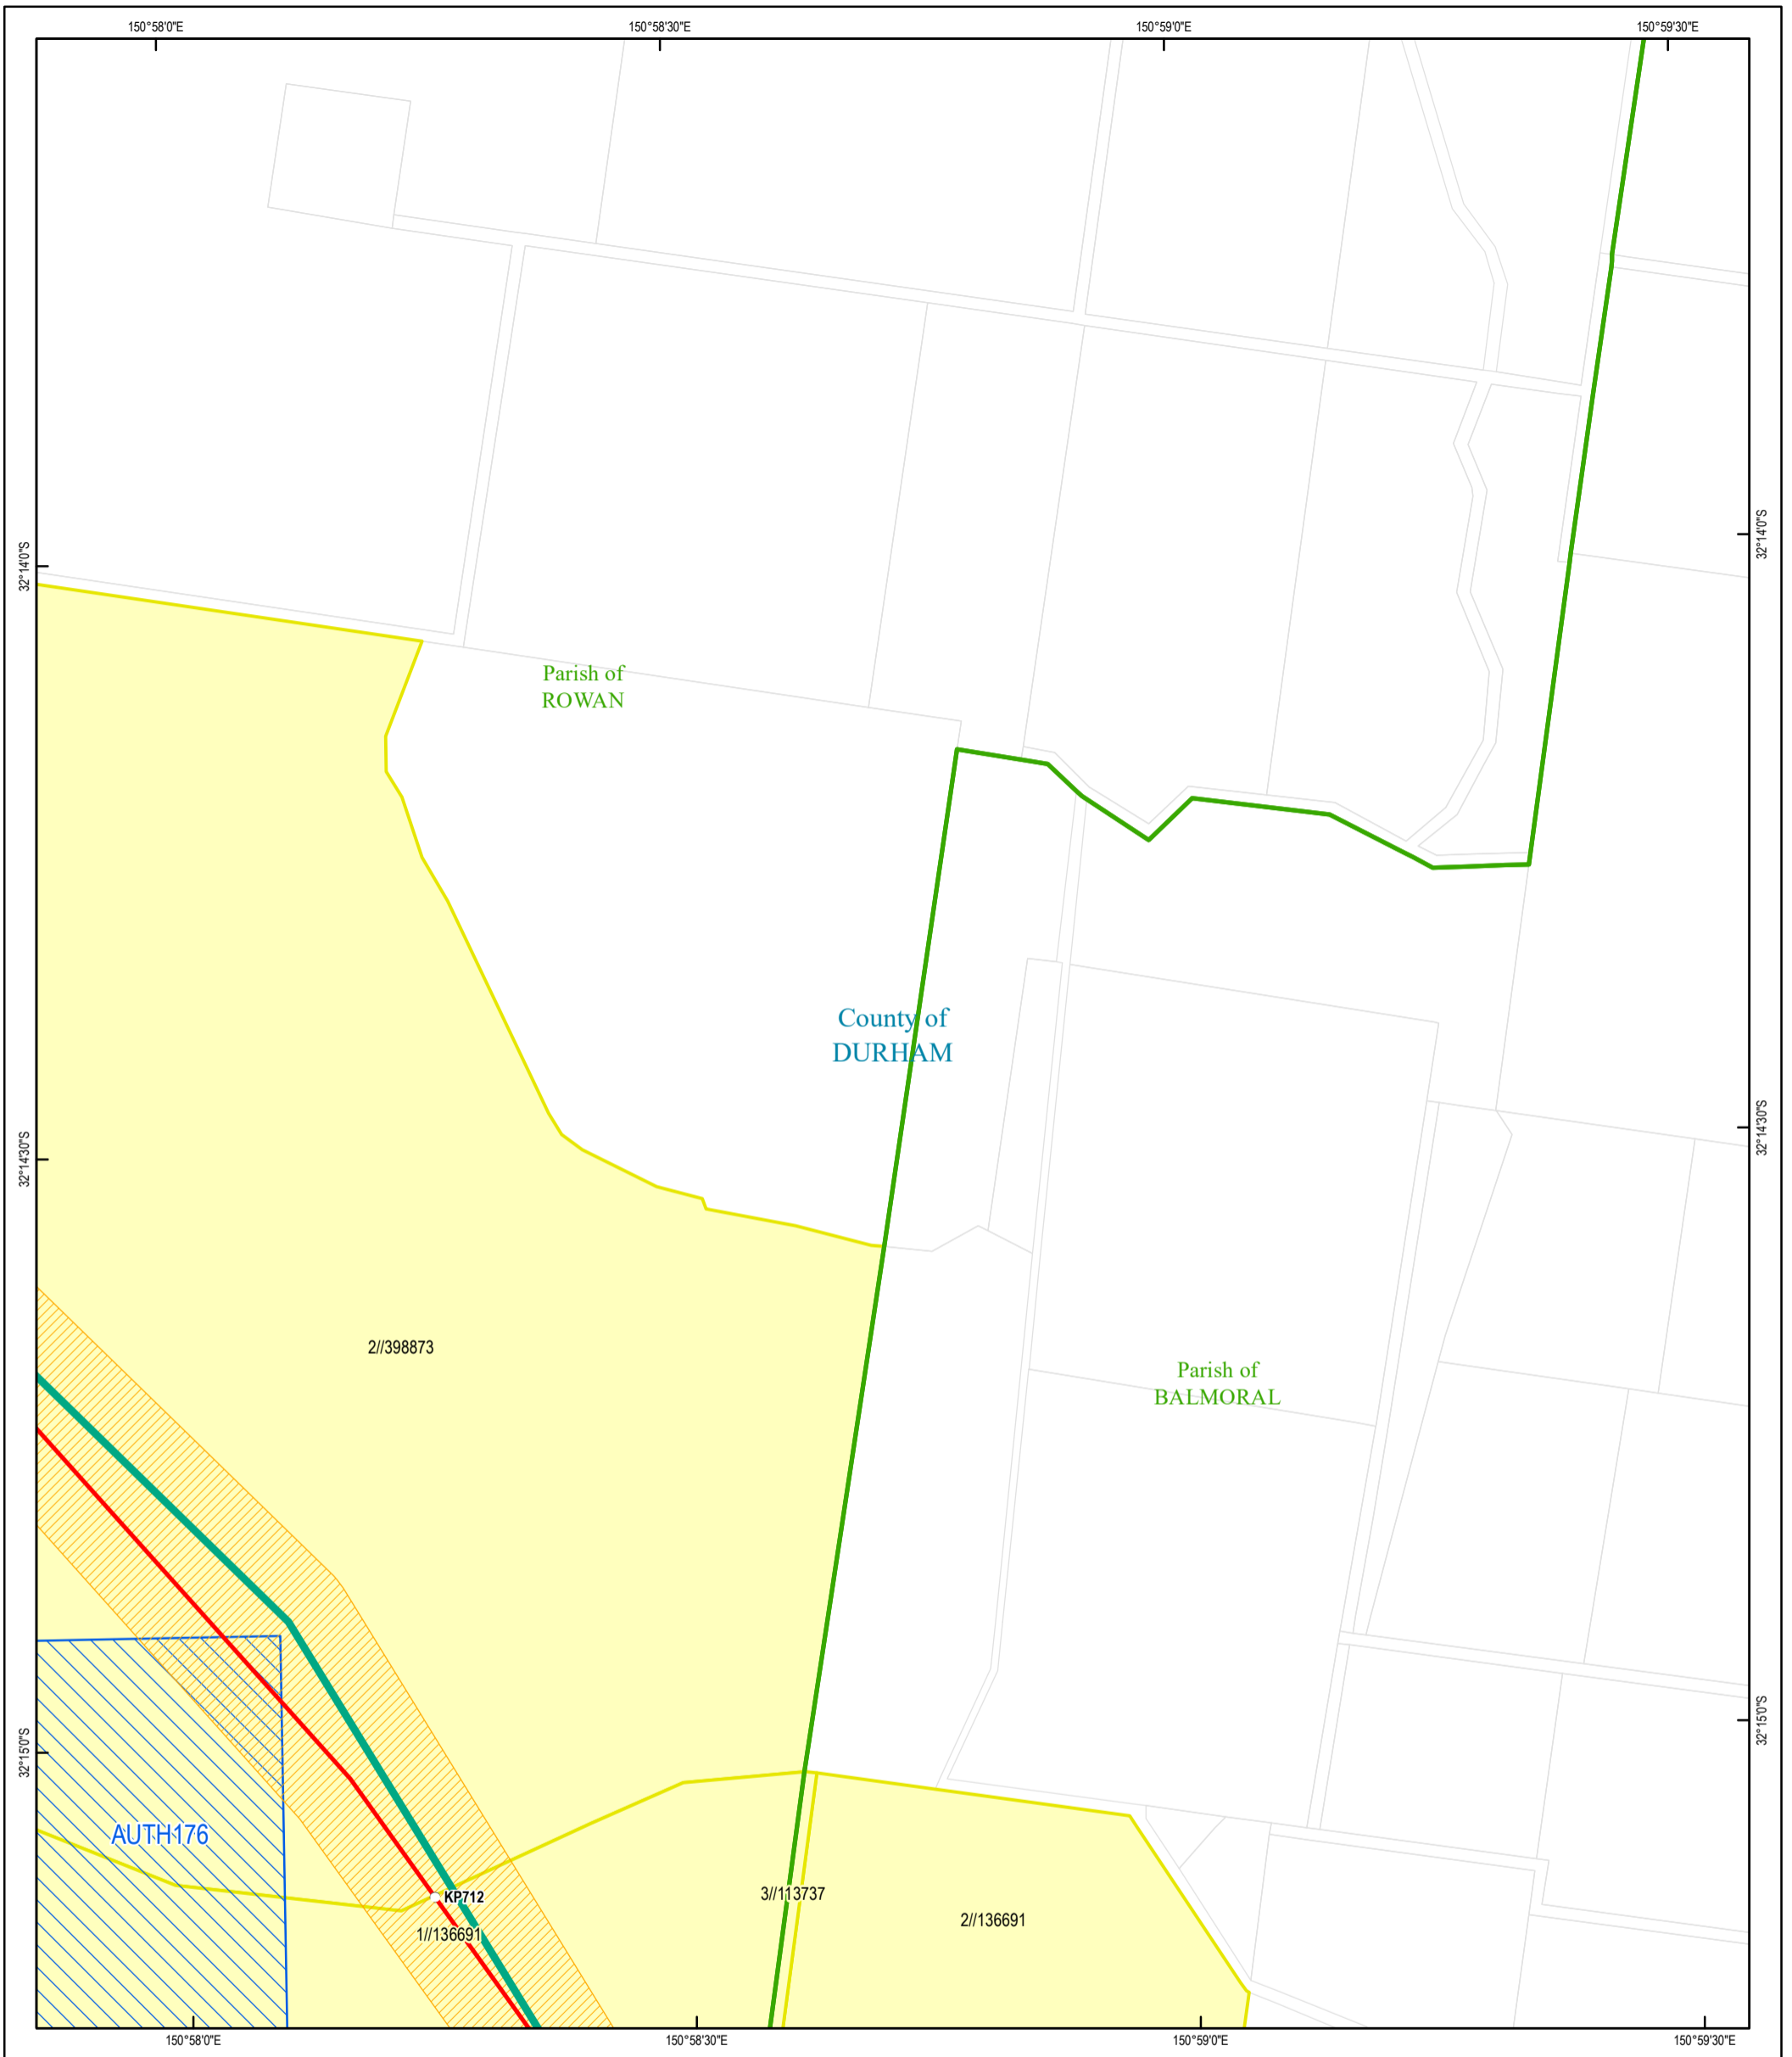 150°58'0"E
150°58'30"E
150°59'0"E
150°59'30"E
32°14'0"S
32°14'0"S
Parish of
ROWAN
County of
DURHAM
32°14'30"S
32°14'30"S
2//398873
Parish of
BALMORAL
32°15'0"S
32°15'0"S
AUTH176
KP712
3//113737
2//136691
1//136691
150°58'0"E
150°58'30"E
150°59'0"E
150°59'30"E